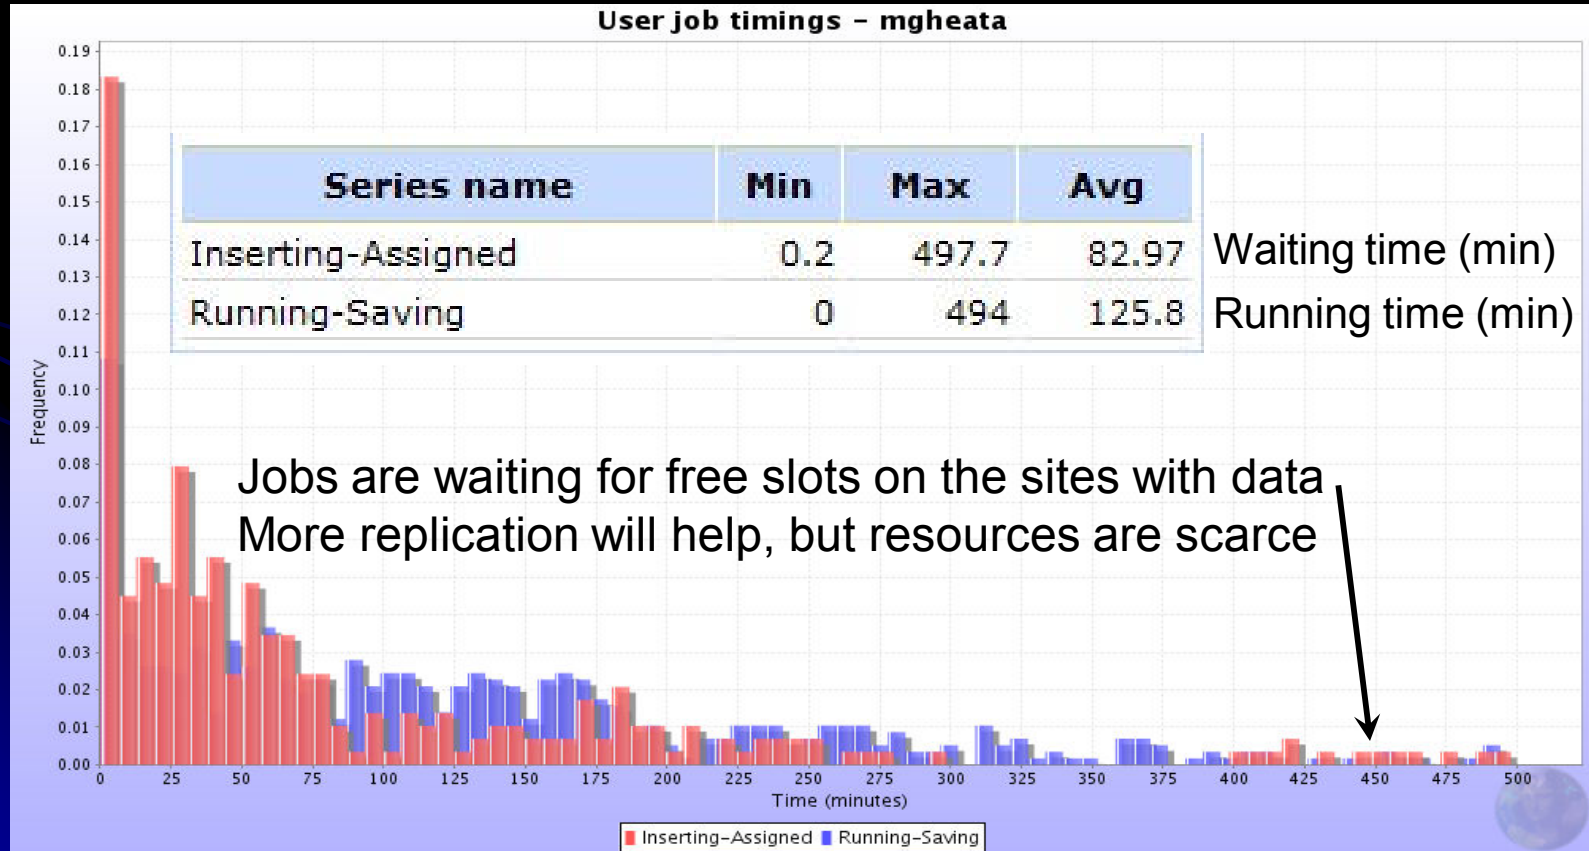 User job timings – mgheata
0.19
0.18
0.17
0.16
0.15
0.14
0.13
0.12
0.11
0.10
0.09
0.08
0.07
0.06
0.05
0.04
0.03
0.02
0.01
0.00
Frequency
Series name Min Max Avg
Inserting-Assigned 0.2 497.7 82.97 Waiting time (min)
Running-Saving 0 494 125.8 Running time (min)
Jobs are waiting for free slots on the sites with data
More replication will help, but resources are scarce
0 25 50 75 100 125 150 175 200 225 250 275 300 325 350 375 400 425 450 475 500
Time (minutes)
Inserting–Assigned Running–Saving